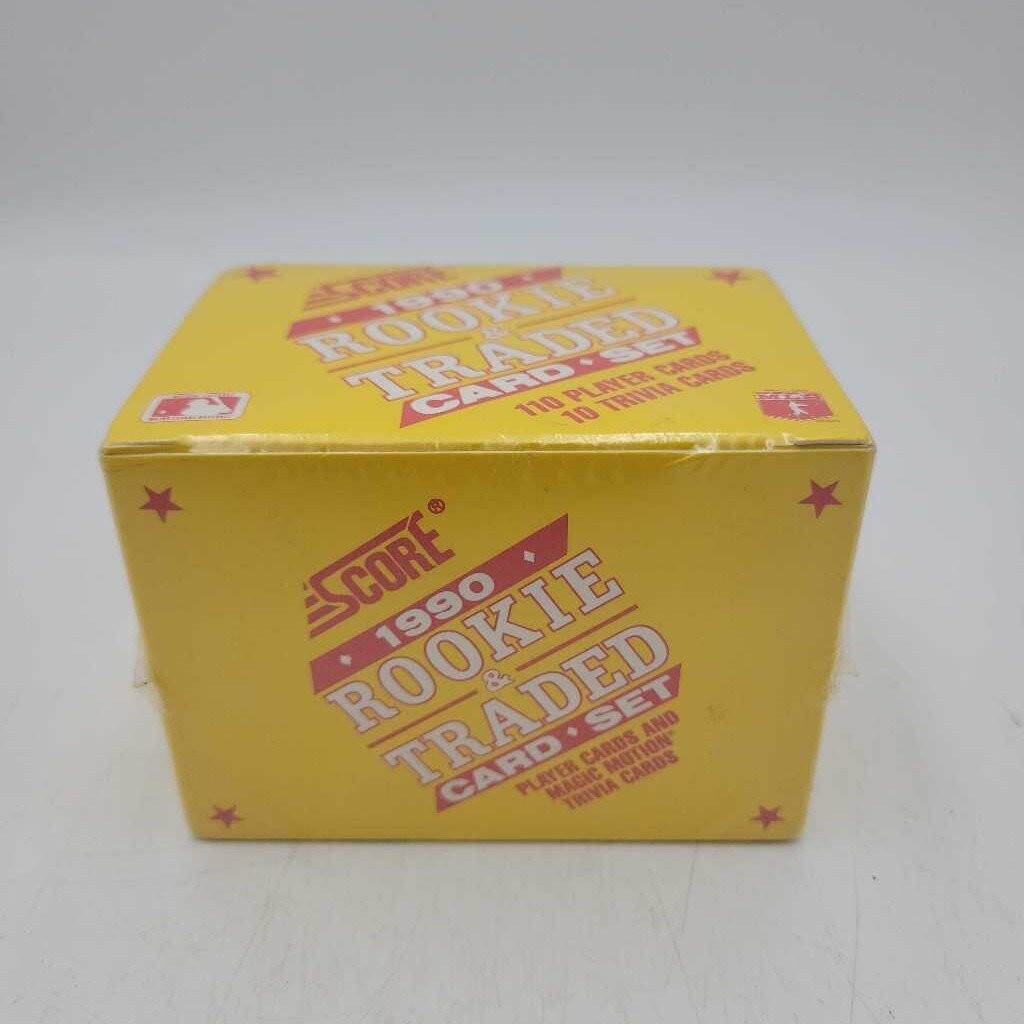 SCORE
1990
ROOKIE
&
TRADED
CARD · SET
110 PLAYER CARDS
10 TRIVIA CARDS
SCORE®
1990
ROOKIE
&
TRADED
CARD · SET
PLAYER CARDS AND
MAGIC MOTION®
TRIVIA CARDS